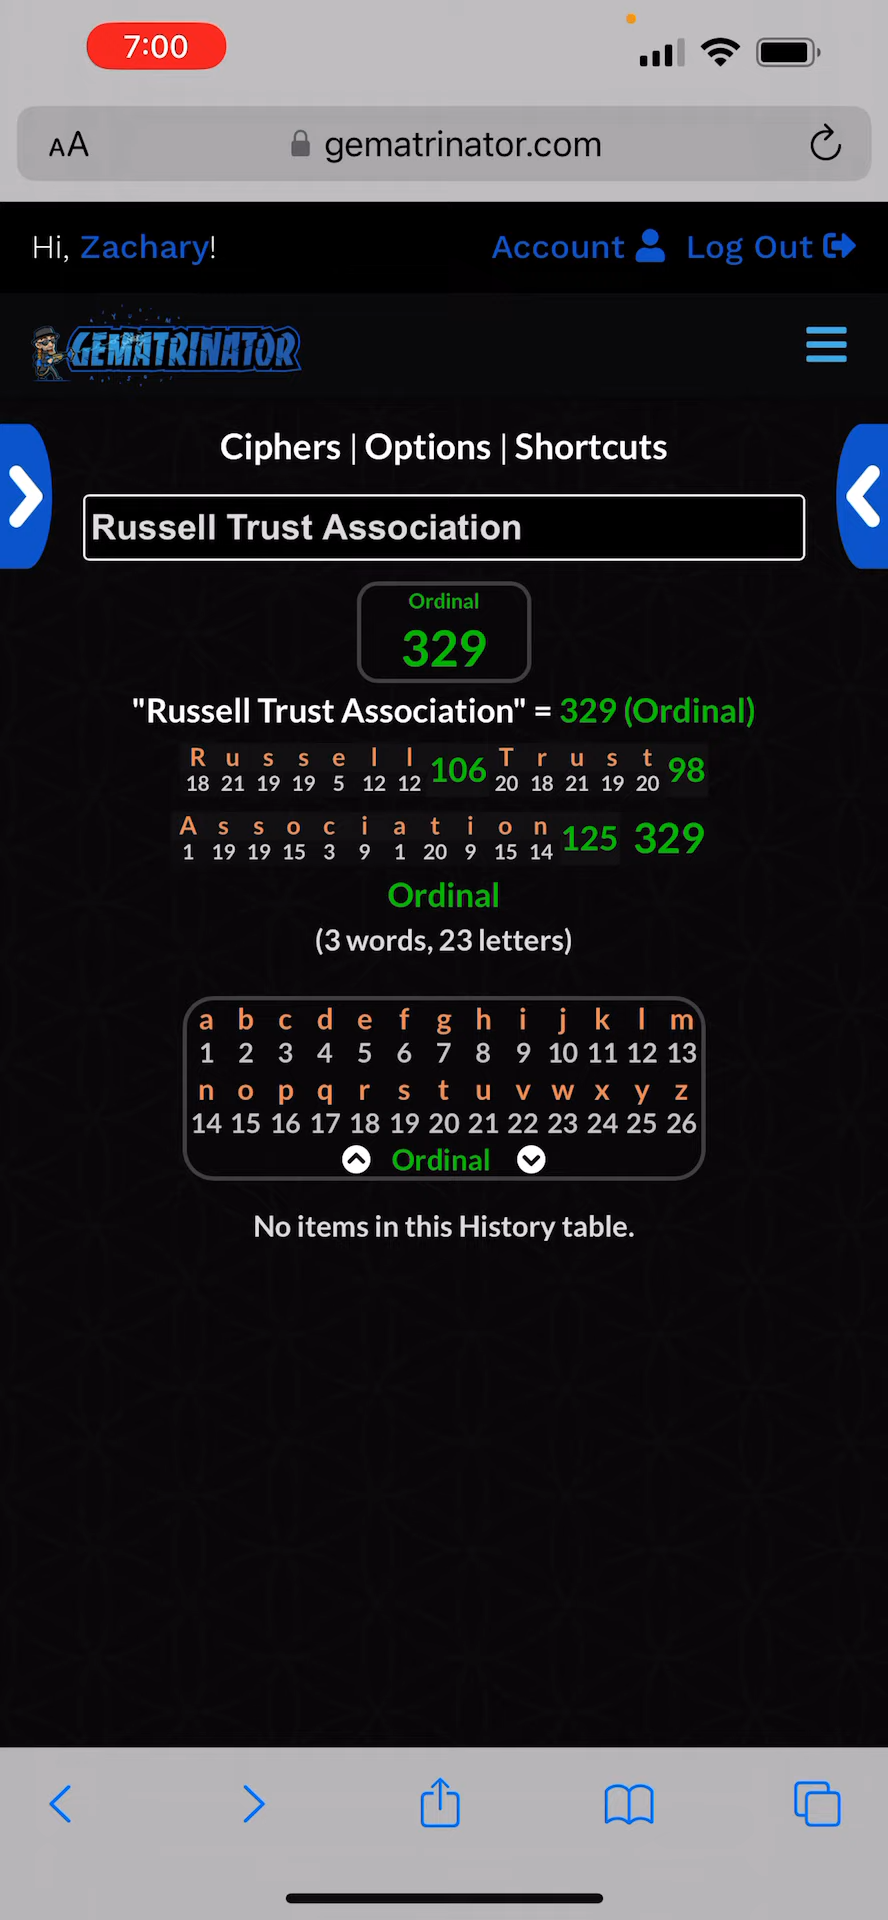 7:00
AA gematrinator.com
Hi, Zachary! Account Log Out
GEMATRINATOR
Ciphers | Options | Shortcuts
Russell Trust Association
Ordinal
329
"Russell Trust Association" = 329 (Ordinal)
R u s s e l l T r u s t
18 21 19 19 5 12 12 106 20 18 21 19 20 98
A s s o c i a t i o n
1 19 19 15 3 9 1 20 9 15 14 125 329
Ordinal
(3 words, 23 letters)
a b c d e f g h i j k l m
1 2 3 4 5 6 7 8 9 10 11 12 13
n o p q r s t u v w x y z
14 15 16 17 18 19 20 21 22 23 24 25 26
Ordinal
No items in this History table.